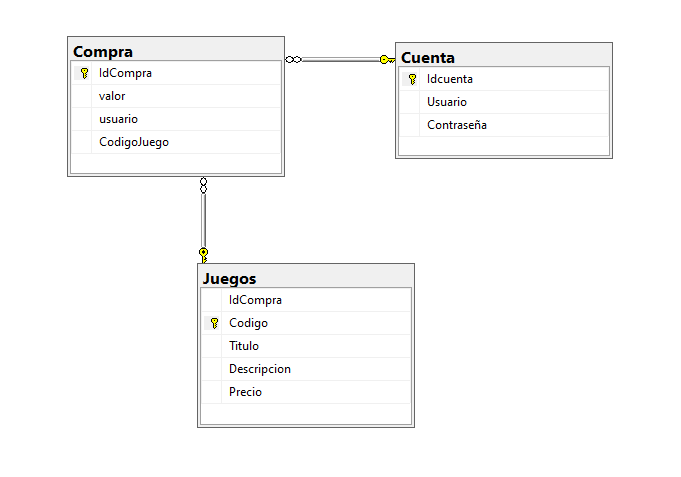 Compra
IdCompra
valor
usuario
CodigoJuego
Cuenta
Idcuenta
Usuario
Contraseña
Juegos
IdCompra
Codigo
Titulo
Descripcion
Precio